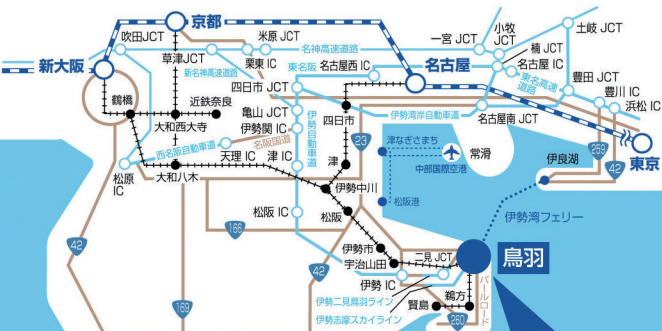 京都
吹田JCT
米原 JCT
一宮 JCT
小牧
JCT
土岐 JCT
草津JCT
栗東 IC
名神高速道路
楠 JCT
新大阪
新名神高速道路
東名阪
名古屋西 IC
名古屋
名古屋 IC
東名高速
道路
豊田 JCT
豊川 IC
浜松 IC
鶴橋
近鉄奈良
四日市 JCT
亀山 JCT
伊勢関 IC
四日市
伊勢湾岸自動車道
名古屋南 JCT
大和西大寺
伊勢自動車道
23
津なぎさまち
常滑
東京
西名阪自動車道
名阪国道
天理 IC
津 IC
津
中部国際空港
伊良湖
259
42
松原
IC
大和八木
伊勢中川
松阪港
松阪 IC
松阪
伊勢湾フェリー
42
166
伊勢市
宇治山田
二見 JCT
鳥羽
42
伊勢 IC
169
伊勢二見鳥羽ライン
伊勢志摩スカイライン
賢島
鵜方
パールロード
260